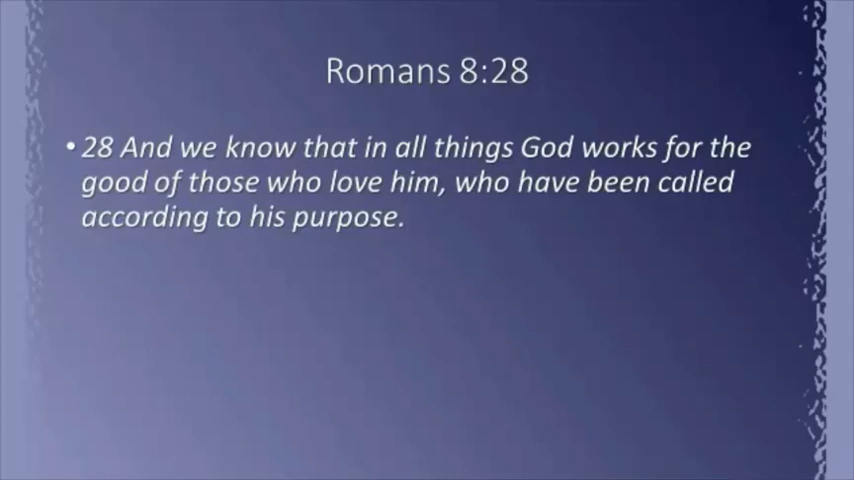 Romans 8:28
• 28 And we know that in all things God works for the
good of those who love him, who have been called
according to his purpose.